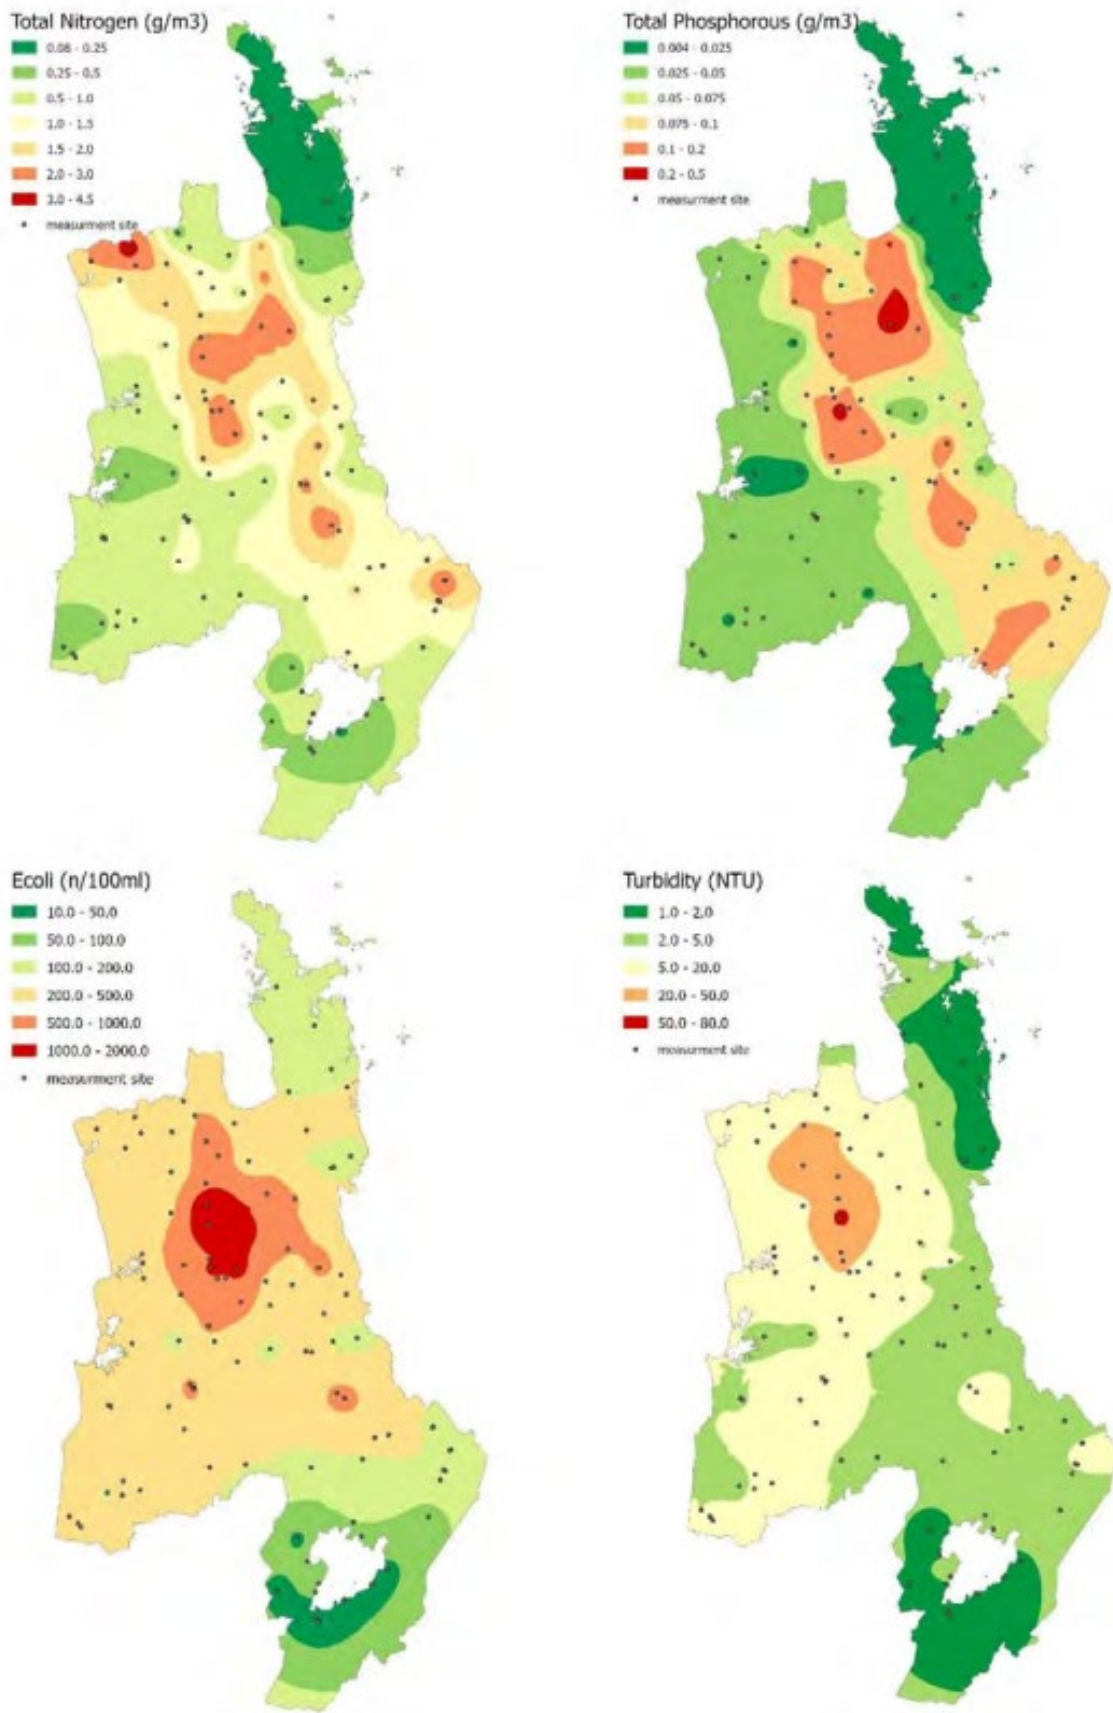 Total Nitrogen (g/m3)
0.08 - 0.25
0.25 - 0.5
0.5 - 1.0
1.0 - 1.5
1.5 - 2.0
2.0 - 3.0
3.0 - 4.5
measurment site
Total Phosphorous (g/m3)
0.004 - 0.025
0.025 - 0.05
0.05 - 0.075
0.075 - 0.1
0.1 - 0.2
0.2 - 0.5
measurment site
Ecoli (n/100ml)
10.0 - 50.0
50.0 - 100.0
100.0 - 200.0
200.0 - 500.0
500.0 - 1000.0
1000.0 - 2000.0
measurment site
Turbidity (NTU)
1.0 - 2.0
2.0 - 5.0
5.0 - 20.0
20.0 - 50.0
50.0 - 80.0
measurment site